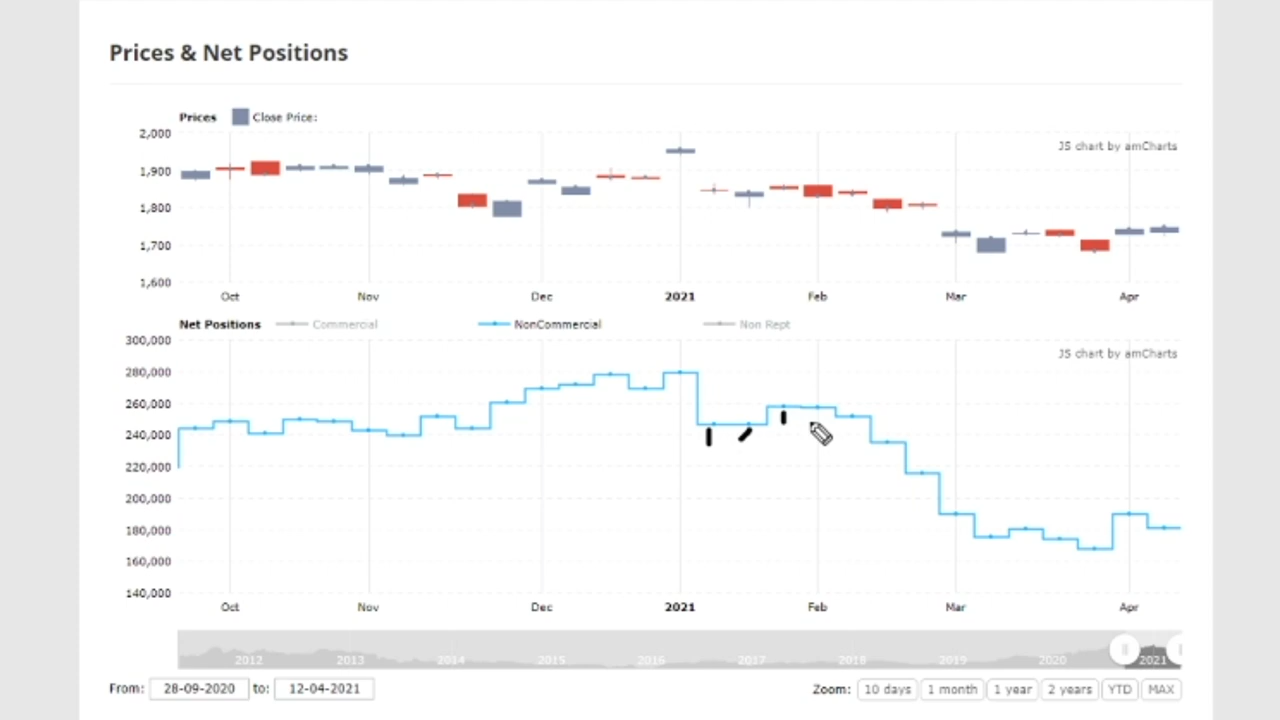 Prices & Net Positions
Prices Close Price:
JS chart by amCharts
2,000
1,900
1,800
1,700
1,600
Oct Nov Dec 2021 Feb Mar Apr
Net Positions Commercial NonCommercial Non Rept
JS chart by amCharts
300,000
280,000
260,000
240,000
220,000
200,000
180,000
160,000
140,000
Oct Nov Dec 2021 Feb Mar Apr
2012 2013 2014 2015 2016 2017 2018 2019 2020 2021
From: 28-09-2020 to: 12-04-2021 Zoom: 10 days 1 month 1 year 2 years YTD MAX